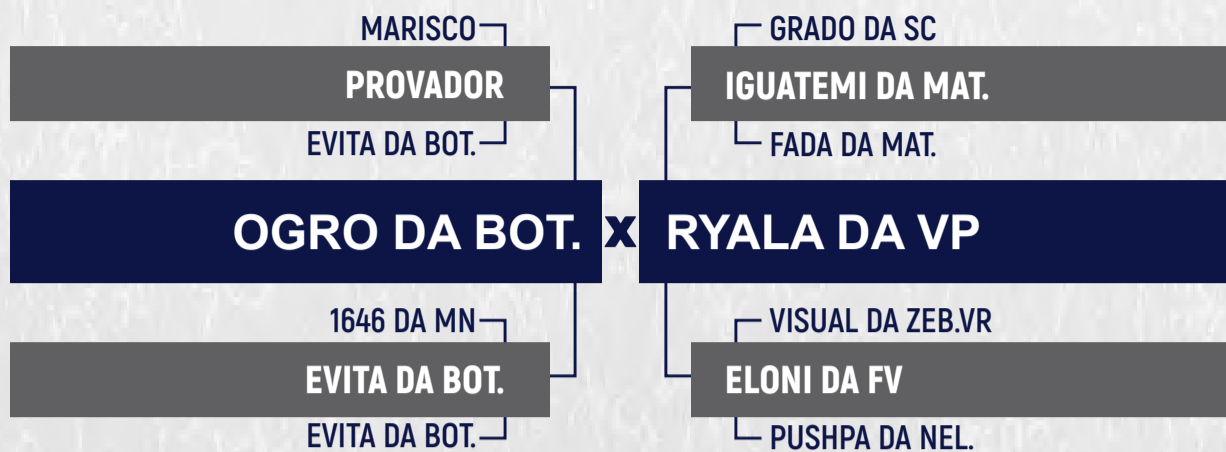 MARISCO
PROVADOR
EVITA DA BOT.
OGRO DA BOT.
1646 DA MN
EVITA DA BOT.
EVITA DA BOT.
X
GRADO DA SC
IGUATEMI DA MAT.
FADA DA MAT.
RYALA DA VP
VISUAL DA ZEB.VR
ELONI DA FV
PUSHPA DA NEL.